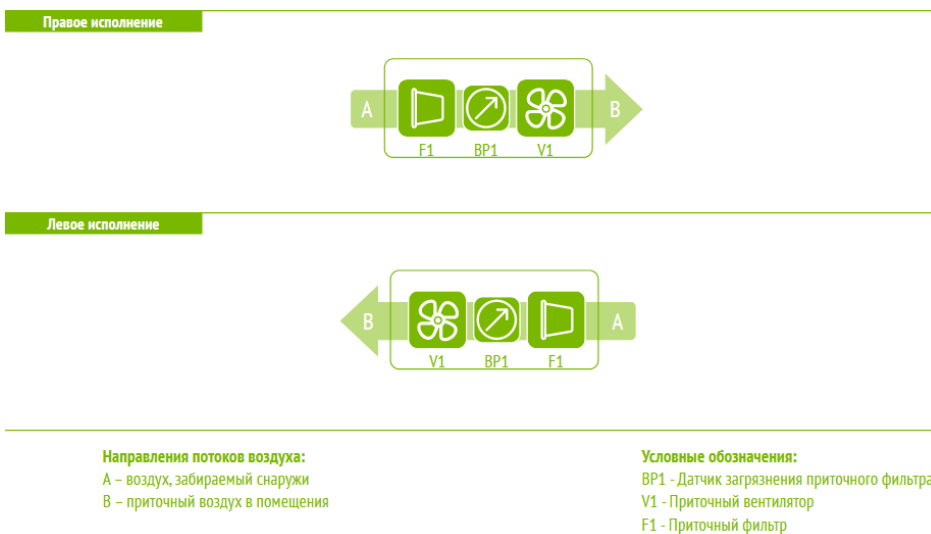 Правое исполнение
A
B
F1 BP1 V1
Левое исполнение
B
A
V1 BP1 F1
Направления потоков воздуха:
A – воздух, забираемый снаружи
B – приточный воздух в помещения
Условные обозначения:
BP1 - Датчик загрязнения приточного фильтра
V1 - Приточный вентилятор
F1 - Приточный фильтр